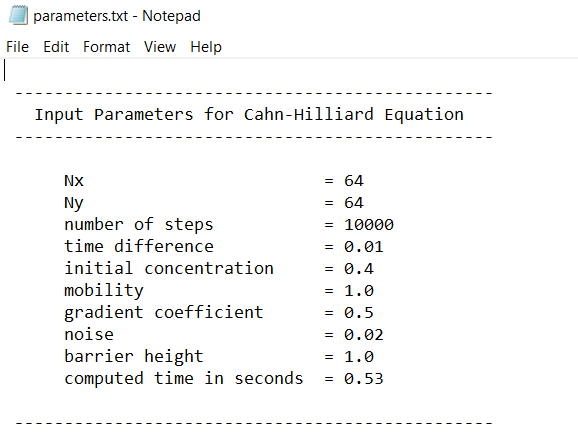 parameters.txt - Notepad
File Edit Format View Help
------------------------------------------------
Input Parameters for Cahn-Hilliard Equation
------------------------------------------------
Nx = 64
Ny = 64
number of steps = 10000
time difference = 0.01
initial concentration = 0.4
mobility = 1.0
gradient coefficient = 0.5
noise = 0.02
barrier height = 1.0
computed time in seconds = 0.53
------------------------------------------------